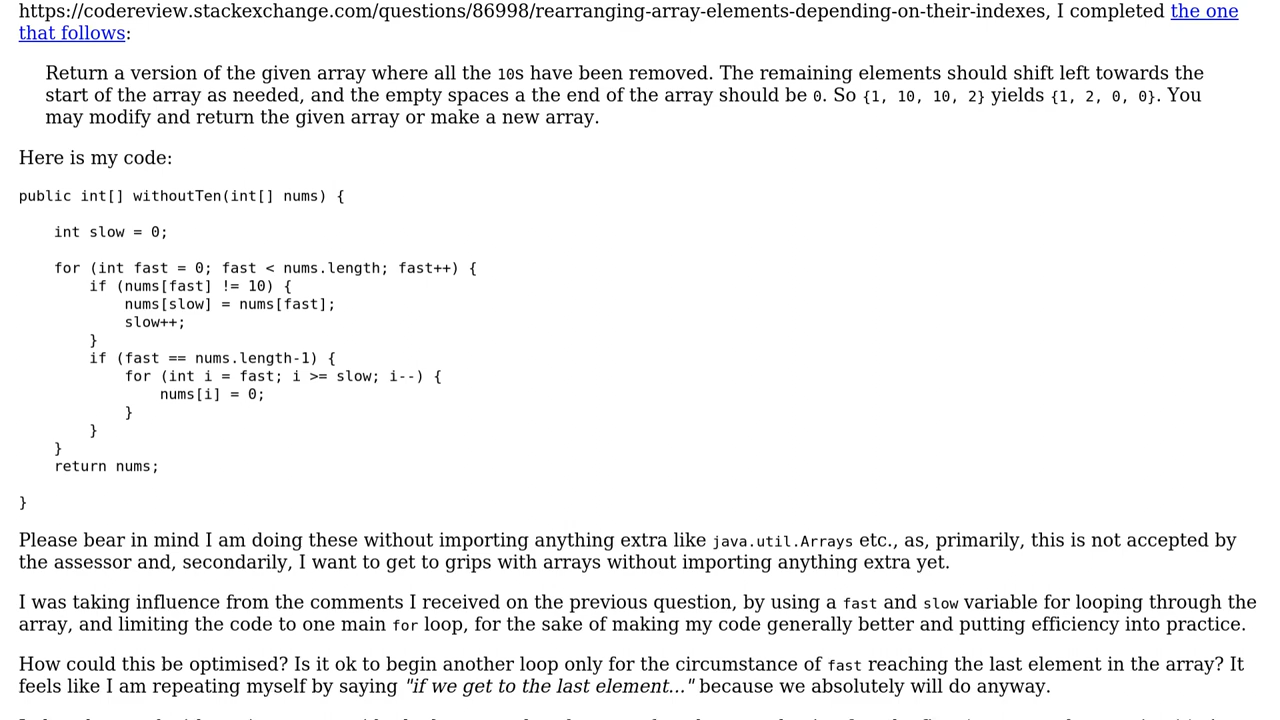 https://codereview.stackexchange.com/questions/86998/rearranging-array-elements-depending-on-their-indexes, I completed the one
that follows:
Return a version of the given array where all the 10s have been removed. The remaining elements should shift left towards the
start of the array as needed, and the empty spaces a the end of the array should be 0. So {1, 10, 10, 2} yields {1, 2, 0, 0}. You
may modify and return the given array or make a new array.
Here is my code:
public int[] withoutTen(int[] nums) {
int slow = 0;
for (int fast = 0; fast < nums.length; fast++) {
if (nums[fast] != 10) {
nums[slow] = nums[fast];
slow++;
}
if (fast == nums.length-1) {
for (int i = fast; i >= slow; i--) {
nums[i] = 0;
}
}
}
return nums;
}
Please bear in mind I am doing these without importing anything extra like java.util.Arrays etc., as, primarily, this is not accepted by
the assessor and, secondarily, I want to get to grips with arrays without importing anything extra yet.
I was taking influence from the comments I received on the previous question, by using a fast and slow variable for looping through the
array, and limiting the code to one main for loop, for the sake of making my code generally better and putting efficiency into practice.
How could this be optimised? Is it ok to begin another loop only for the circumstance of fast reaching the last element in the array? It
feels like I am repeating myself by saying "if we get to the last element..." because we absolutely will do anyway.